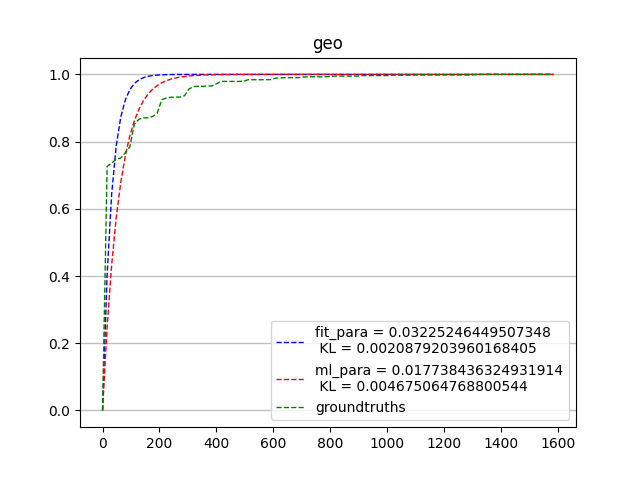 geo
1.0
0.8
0.6
0.4
0.2
0.0
fit_para = 0.03225246449507348
KL = 0.0020879203960168405
ml_para = 0.017738436324931914
KL = 0.004675064768800544
groundtruths
0 200 400 600 800 1000 1200 1400 1600